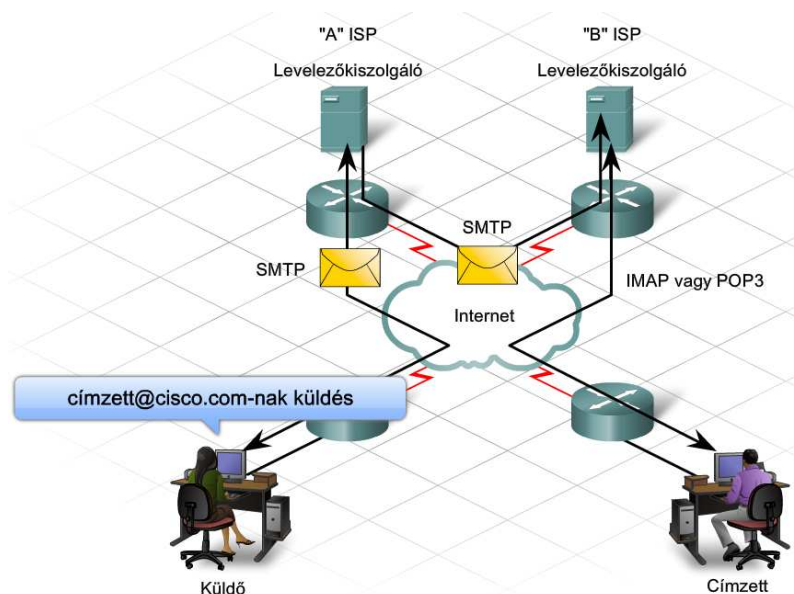 "A" ISP
Levelezőkiszolgáló
"B" ISP
Levelezőkiszolgáló
SMTP
SMTP
IMAP vagy POP3
Internet
címzett@cisco.com-nak küldés
Küldő
Címzett